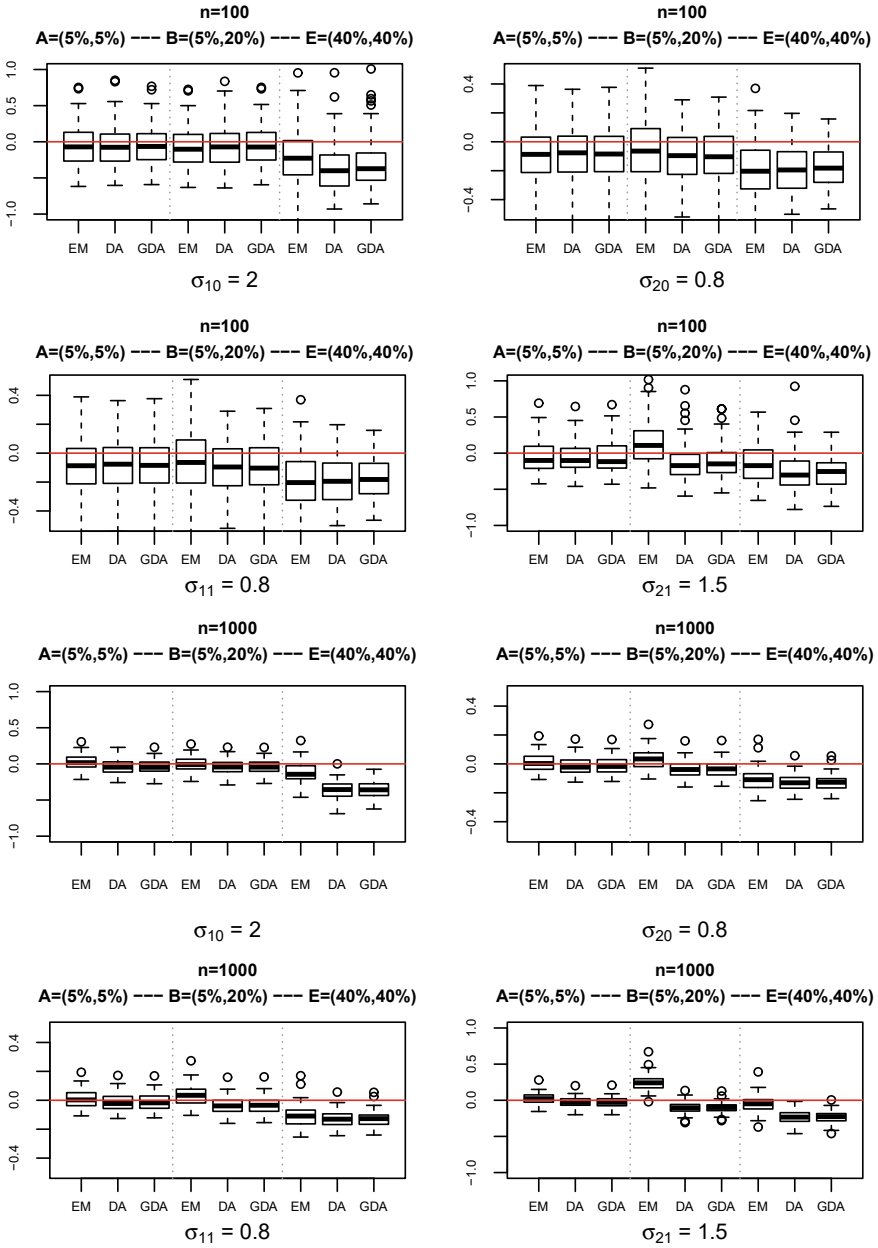 n=100
A=(5%,5%) --- B=(5%,20%) --- E=(40%,40%)
1.0
0.5
0.0
-1.0
EM DA GDA EM DA GDA EM DA GDA
σ10 = 2
n=100
A=(5%,5%) --- B=(5%,20%) --- E=(40%,40%)
0.4
0.0
-0.4
EM DA GDA EM DA GDA EM DA GDA
σ20 = 0.8
n=100
A=(5%,5%) --- B=(5%,20%) --- E=(40%,40%)
0.4
0.0
-0.4
EM DA GDA EM DA GDA EM DA GDA
σ11 = 0.8
n=100
A=(5%,5%) --- B=(5%,20%) --- E=(40%,40%)
1.0
0.5
0.0
-1.0
EM DA GDA EM DA GDA EM DA GDA
σ21 = 1.5
n=1000
A=(5%,5%) --- B=(5%,20%) --- E=(40%,40%)
1.0
0.5
0.0
-1.0
EM DA GDA EM DA GDA EM DA GDA
σ10 = 2
n=1000
A=(5%,5%) --- B=(5%,20%) --- E=(40%,40%)
0.4
0.0
-0.4
EM DA GDA EM DA GDA EM DA GDA
σ20 = 0.8
n=1000
A=(5%,5%) --- B=(5%,20%) --- E=(40%,40%)
0.4
0.0
-0.4
EM DA GDA EM DA GDA EM DA GDA
σ11 = 0.8
n=1000
A=(5%,5%) --- B=(5%,20%) --- E=(40%,40%)
1.0
0.5
0.0
-1.0
EM DA GDA EM DA GDA EM DA GDA
σ21 = 1.5